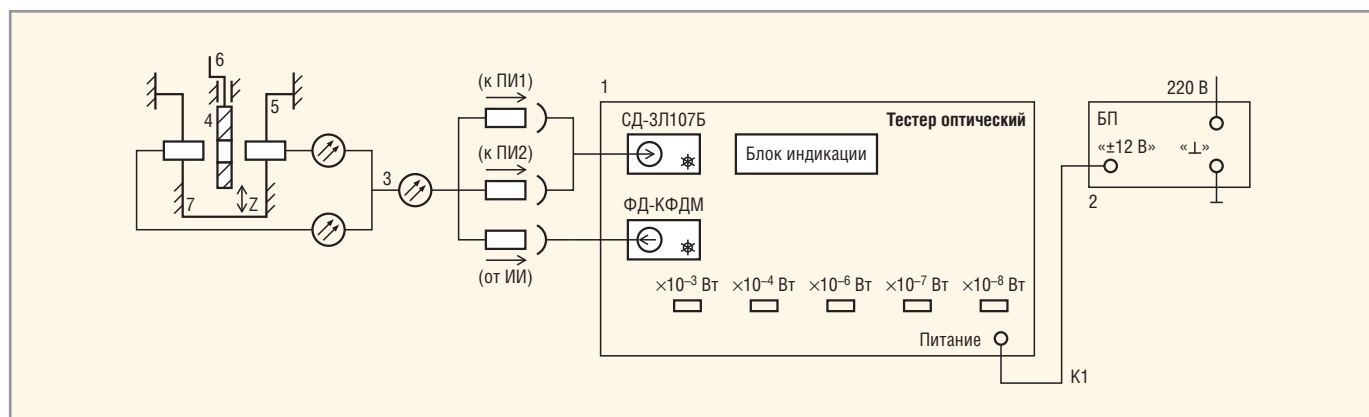 6
4
5
7
Z
3
(к ПИ1)
(к ПИ2)
(от ИИ)
1
СД-3Л107Б
Блок индикации
Тестер оптический
ФД-КФДМ
×10–3 Вт ×10–4 Вт ×10–6 Вт ×10–7 Вт ×10–8 Вт
Питание
К1
220 В
БП
«±12 В» «⊥»
2